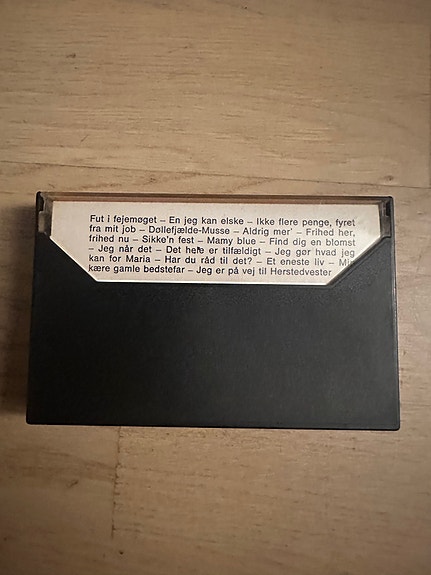 Fut i fejemøget – En jeg kan elske – Ikke flere penge, fyret
fra mit job – Døllefjælde-Musse – Aldrig mer' – Frihed her,
frihed nu – Sikke'n fest – Mamy blue – Find dig en blomst
– Jeg når det – Det hele er tilfældigt – Jeg gør hvad jeg
kan for Maria – Har du råd til det? – Et eneste liv – Min
kære gamle bedstefar – Jeg er på vej til Herstedvester